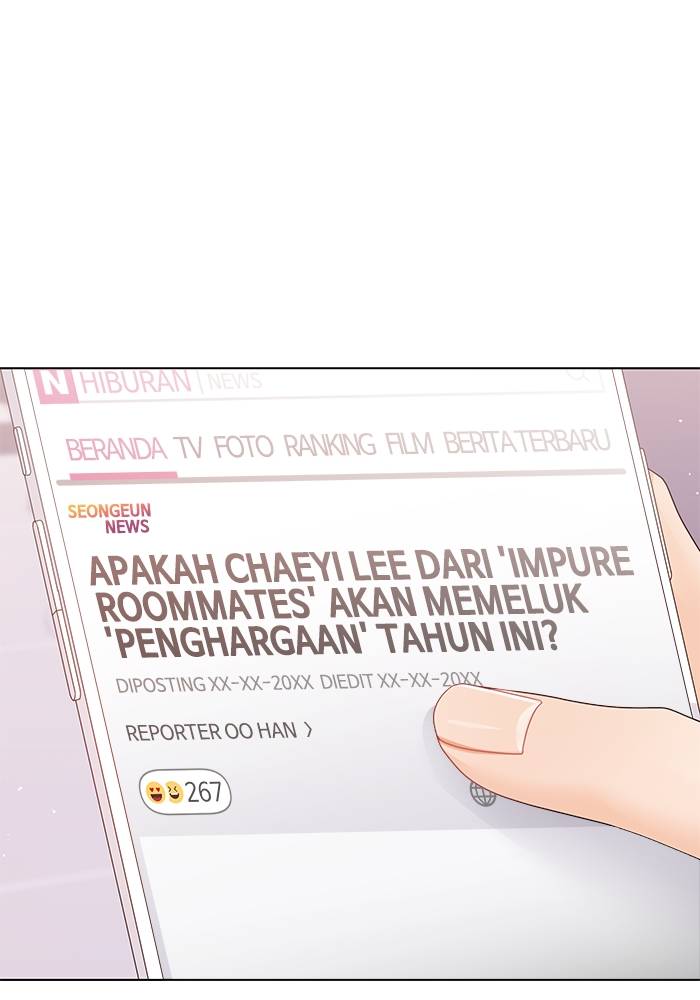 N HIBURAN | NEWS
BERANDA TV FOTO RANKING FILM BERITA TERBARU
SEONGEUN
NEWS
APAKAH CHAEYI LEE DARI 'IMPURE
ROOMMATES' AKAN MEMELUK
'PENGHARGAAN' TAHUN INI?
DIPOSTING XX-XX-20XX DIEDIT XX-XX-20XX
REPORTER OO HAN >
267